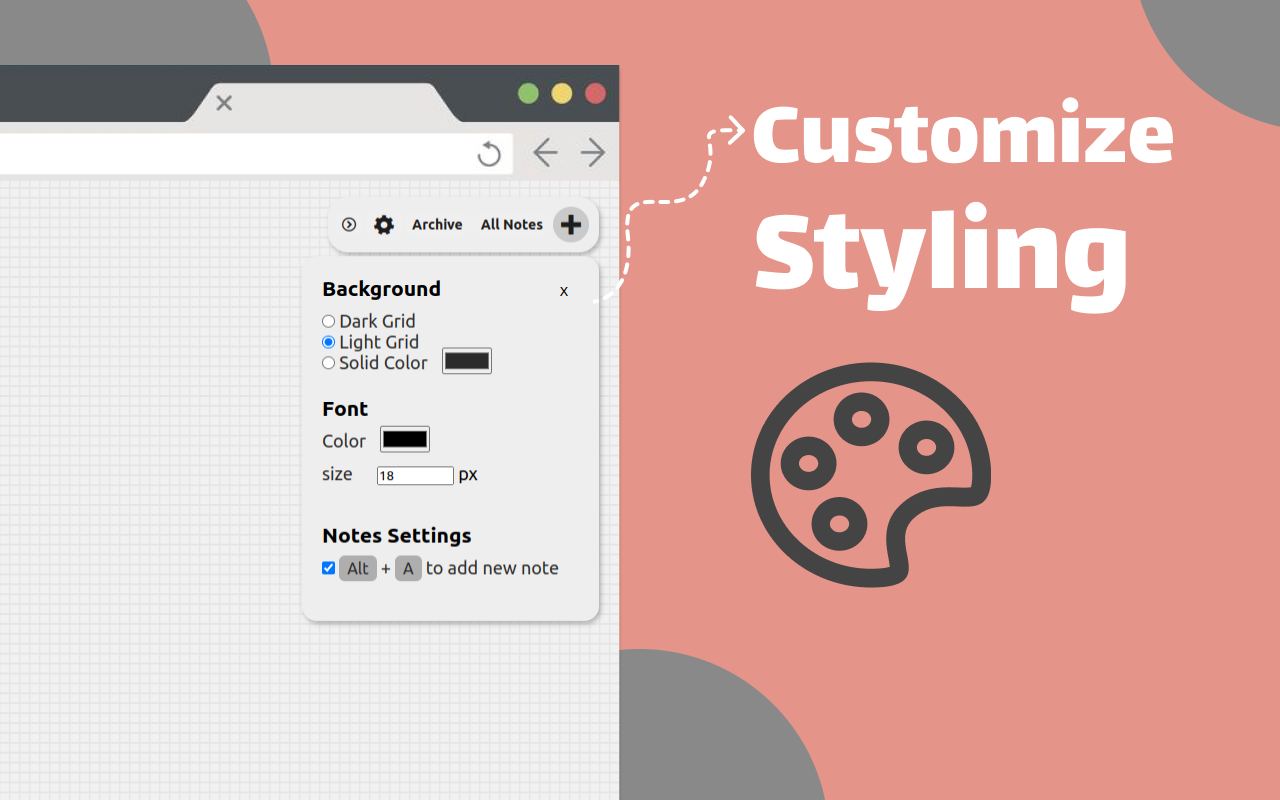 Customize
Styling
Archive All Notes
Background x
Dark Grid
Light Grid
Solid Color
Font
Color
size 18 px
Notes Settings
Alt + A to add new note